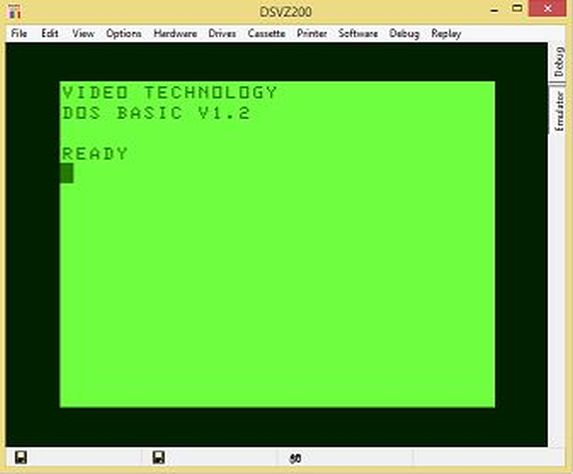 DSVZ200
File Edit View Options Hardware Drives Cassette Printer Software Debug Replay
VIDEO TECHNOLOGY
DOS BASIC V1.2
READY
Debug
Emulator